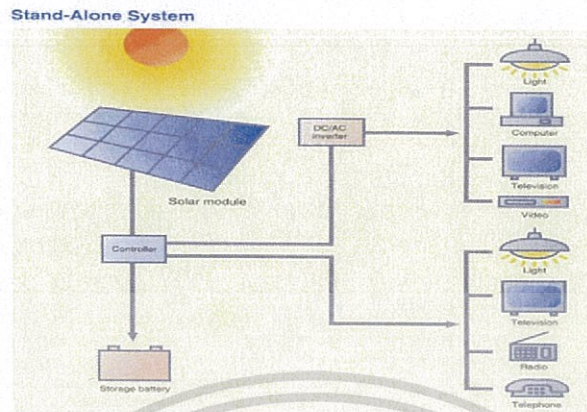 Stand-Alone System
Light
DC/AC
inverter
Computer
Solar module
Television
Video
Controller
Light
Television
Radio
Storage battery
Telephone